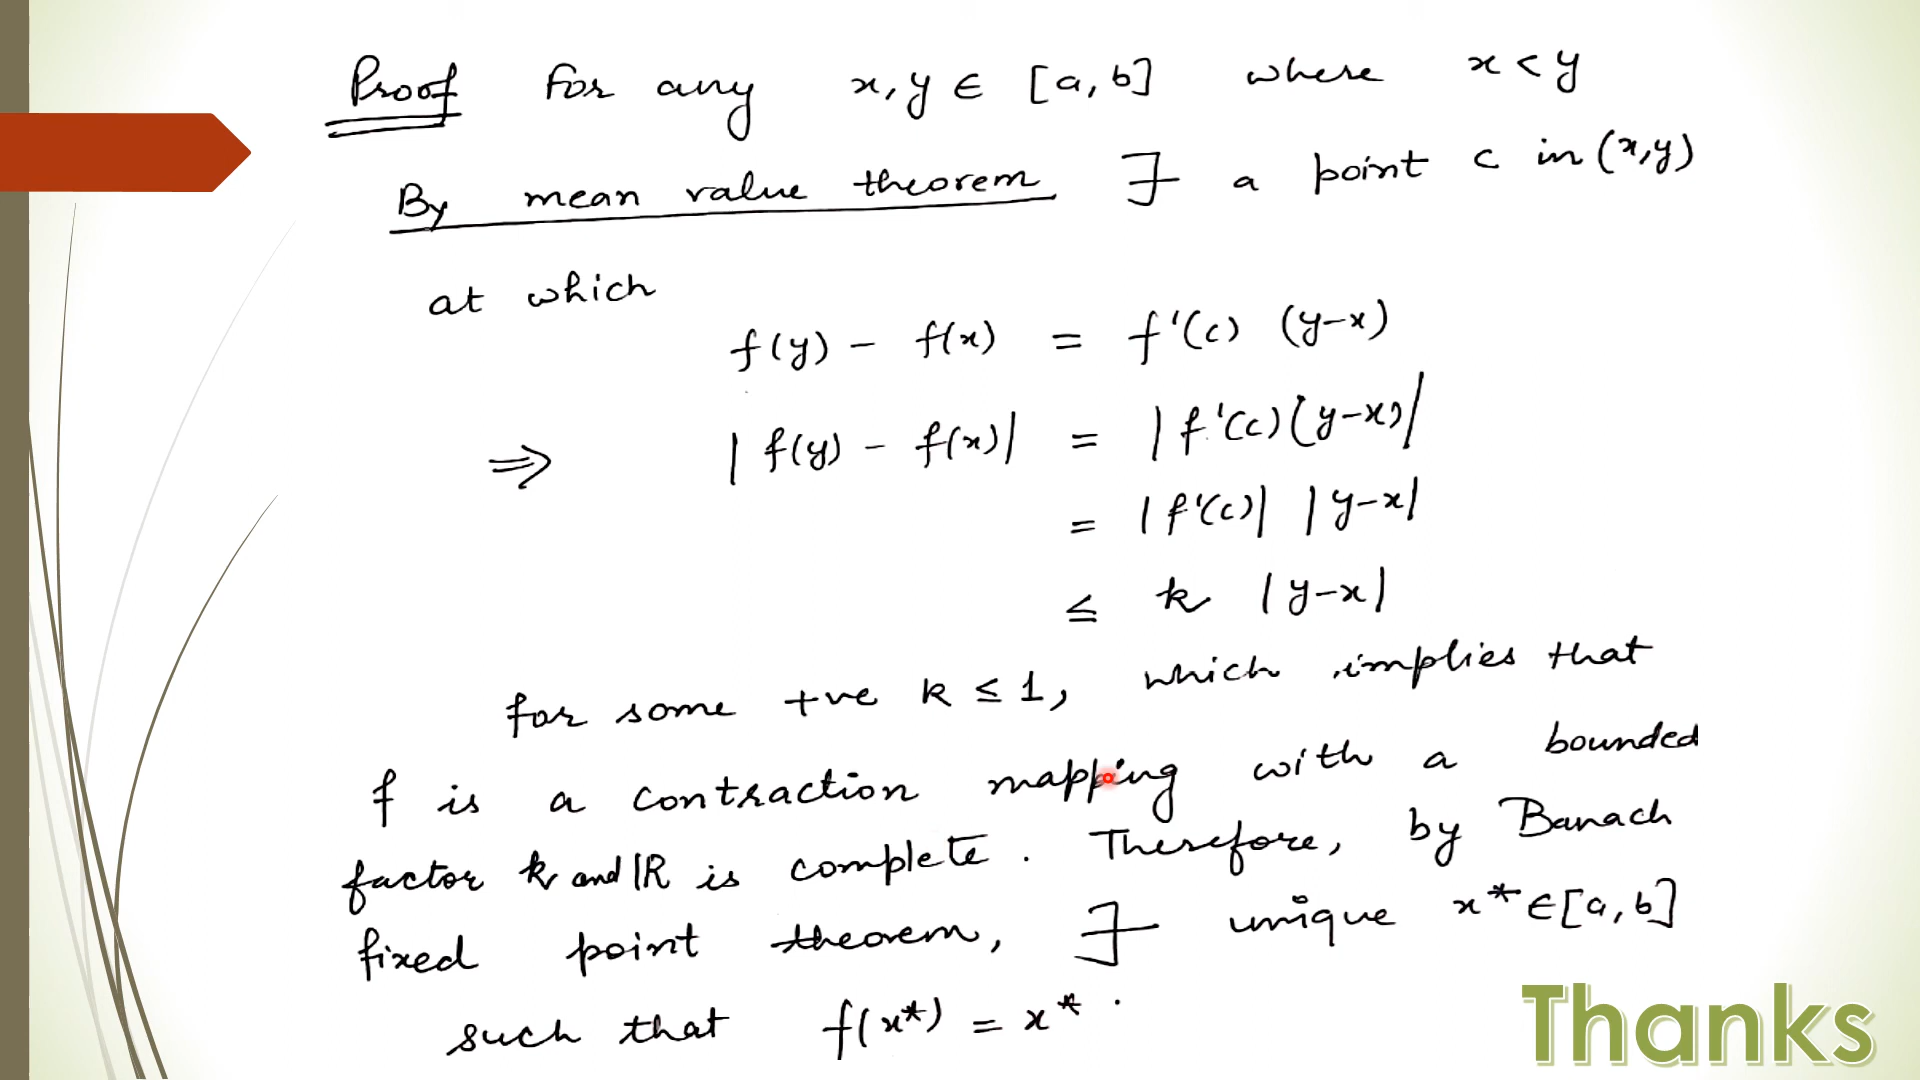 Proof For any x, y ∈ [a, b] where x < y
By mean value theorem ∃ a point c in (x,y)
at which
f(y) - f(x) = f'(c) (y-x)
⇒ |f(y) - f(x)| = |f'(c)(y-x)|
= |f'(c)| |y-x|
≤ k |y-x|
for some +ve k ≤ 1, which implies that
f is a contraction mapping with a bounded
factor k and ℝ is complete. Therefore, by Banach
fixed point theorem, ∃ unique x* ∈ [a, b]
such that f(x*) = x*.
Thanks